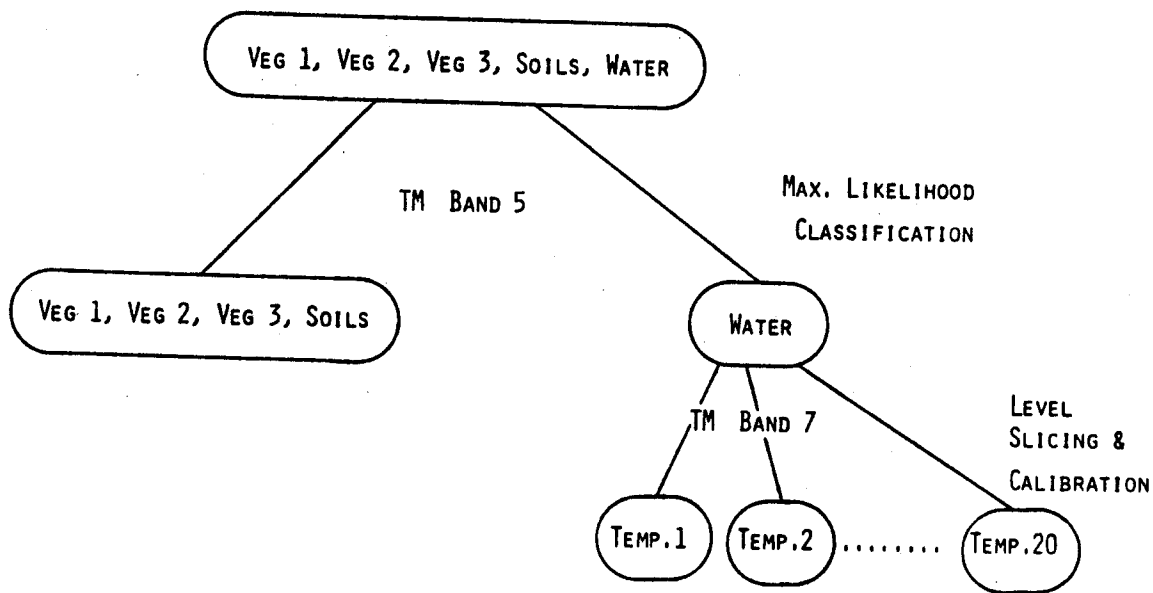 VEG 1, VEG 2, VEG 3, SOILS, WATER
TM BAND 5
MAX. LIKELIHOOD
CLASSIFICATION
VEG 1, VEG 2, VEG 3, SOILS
WATER
TM BAND 7
LEVEL
SLICING &
CALIBRATION
TEMP.1
TEMP.2
........
TEMP.20